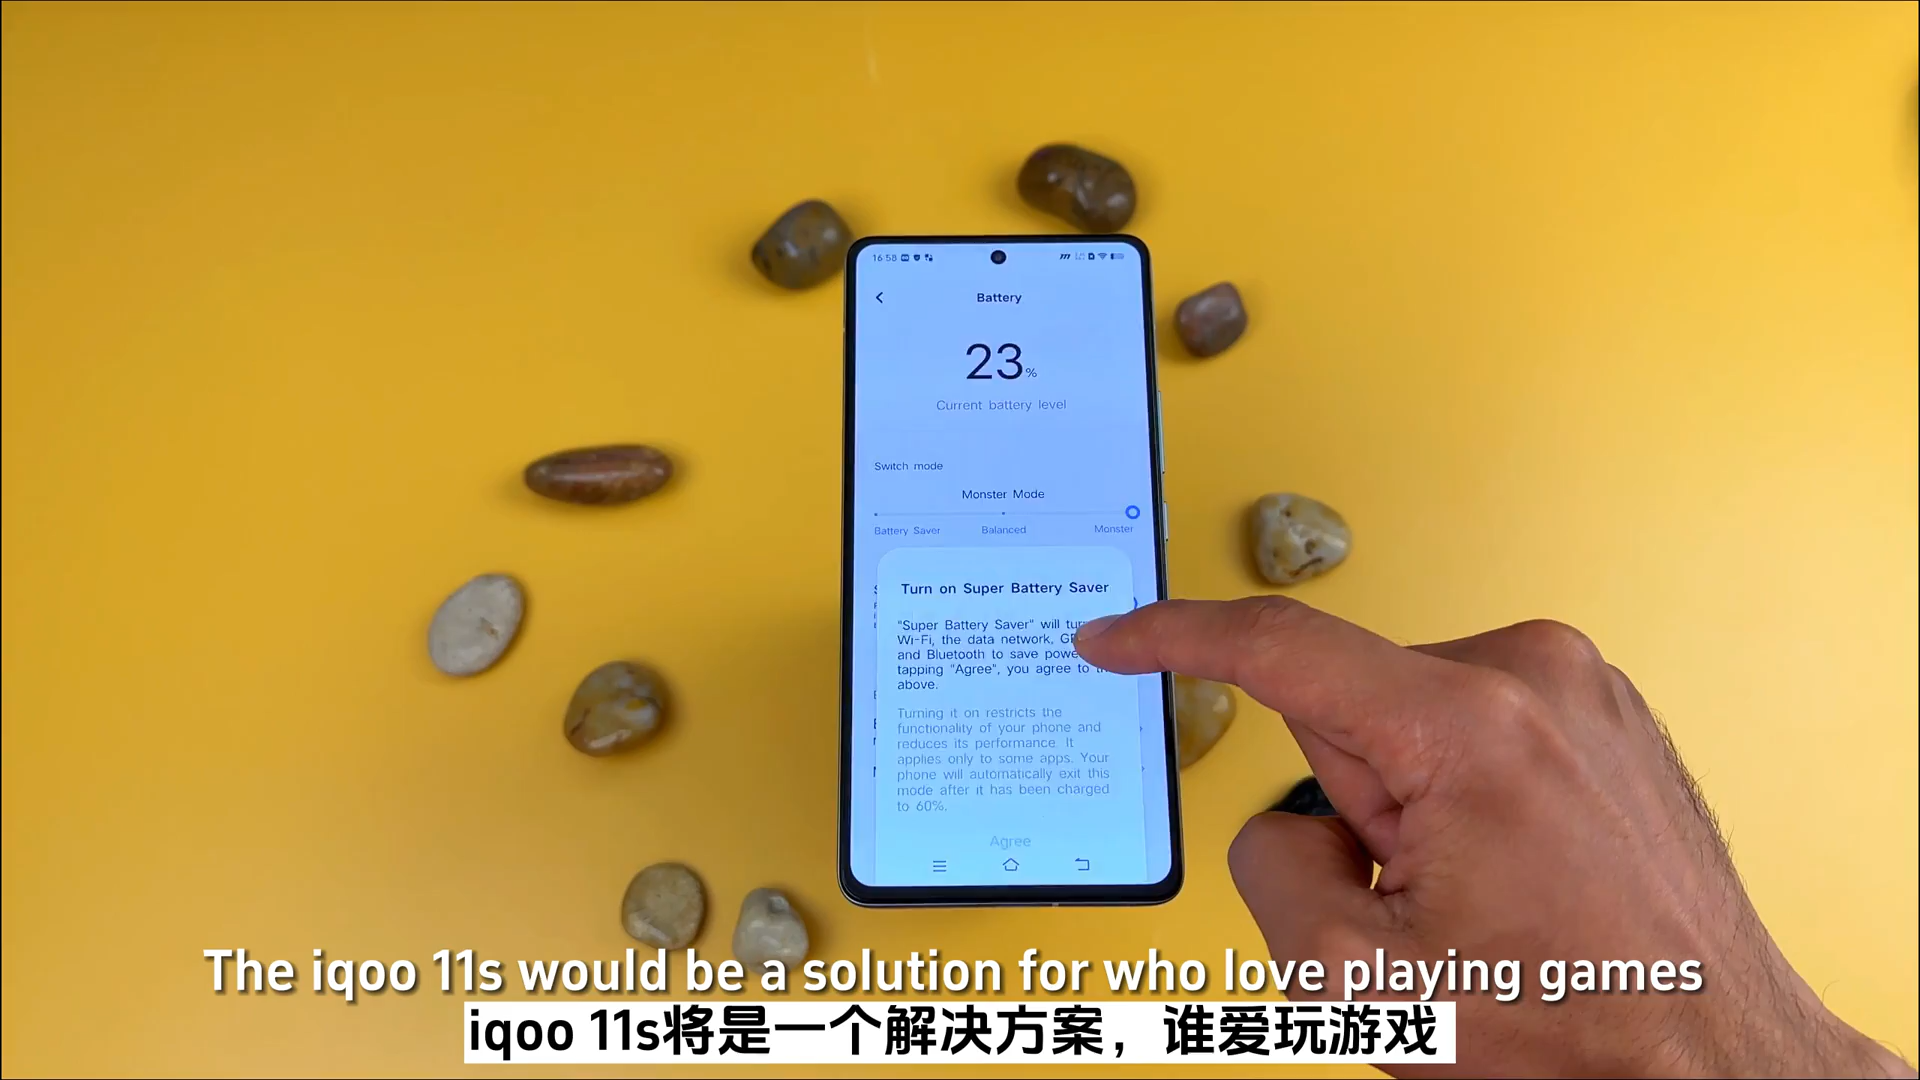 16:58
Battery
23%
Current battery level
Switch mode
Monster Mode
Battery Saver Balanced Monster
Turn on Super Battery Saver
"Super Battery Saver" will
Wi-Fi, the data network,
and Bluetooth to save
tapping "Agree", you agree to
above.
Turning it on restricts the
functionality of your phone and
reduces its performance. It
applies only to some apps. Your
phone will automatically exit this
mode after it has been charged
to 60%.
Agree
The iqoo 11s would be a solution for who love playing games
iqoo 11s将是一个解决方案，谁爱玩游戏